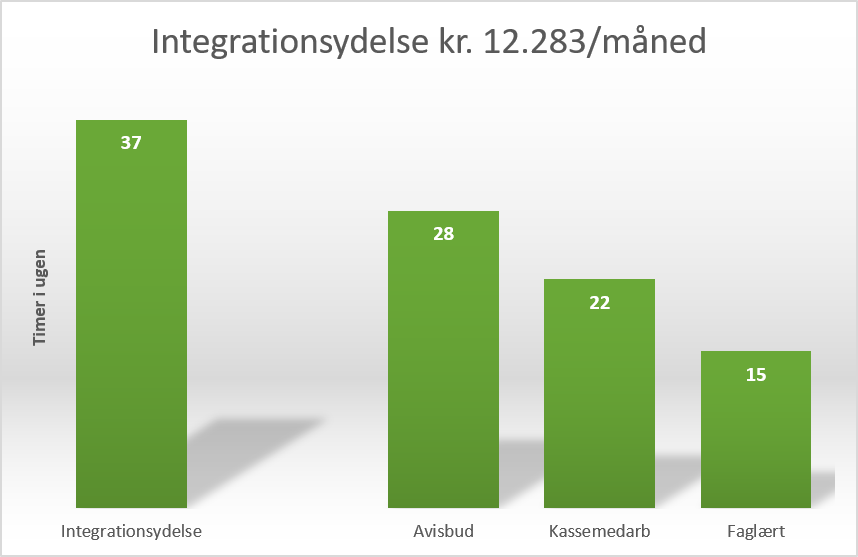 Integrationsydelse kr. 12.283/måned
Timer i ugen
37
28
22
15
Integrationsydelse
Avisbud
Kassemedarb
Faglært